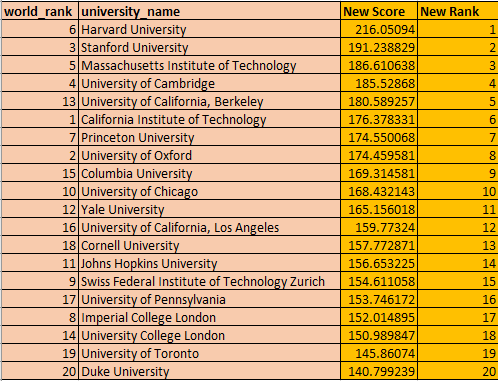 world_rank university_name New Score New Rank
6 Harvard University 216.05094 1
3 Stanford University 191.238829 2
5 Massachusetts Institute of Technology 186.610638 3
4 University of Cambridge 185.52868 4
13 University of California, Berkeley 180.589257 5
1 California Institute of Technology 176.378331 6
7 Princeton University 174.550068 7
2 University of Oxford 174.459581 8
15 Columbia University 169.314581 9
10 University of Chicago 168.432143 10
12 Yale University 165.156018 11
16 University of California, Los Angeles 159.77324 12
18 Cornell University 157.772871 13
11 Johns Hopkins University 156.653225 14
9 Swiss Federal Institute of Technology Zurich 154.611058 15
17 University of Pennsylvania 153.746172 16
8 Imperial College London 152.014895 17
14 University College London 150.989847 18
19 University of Toronto 145.86074 19
20 Duke University 140.799239 20